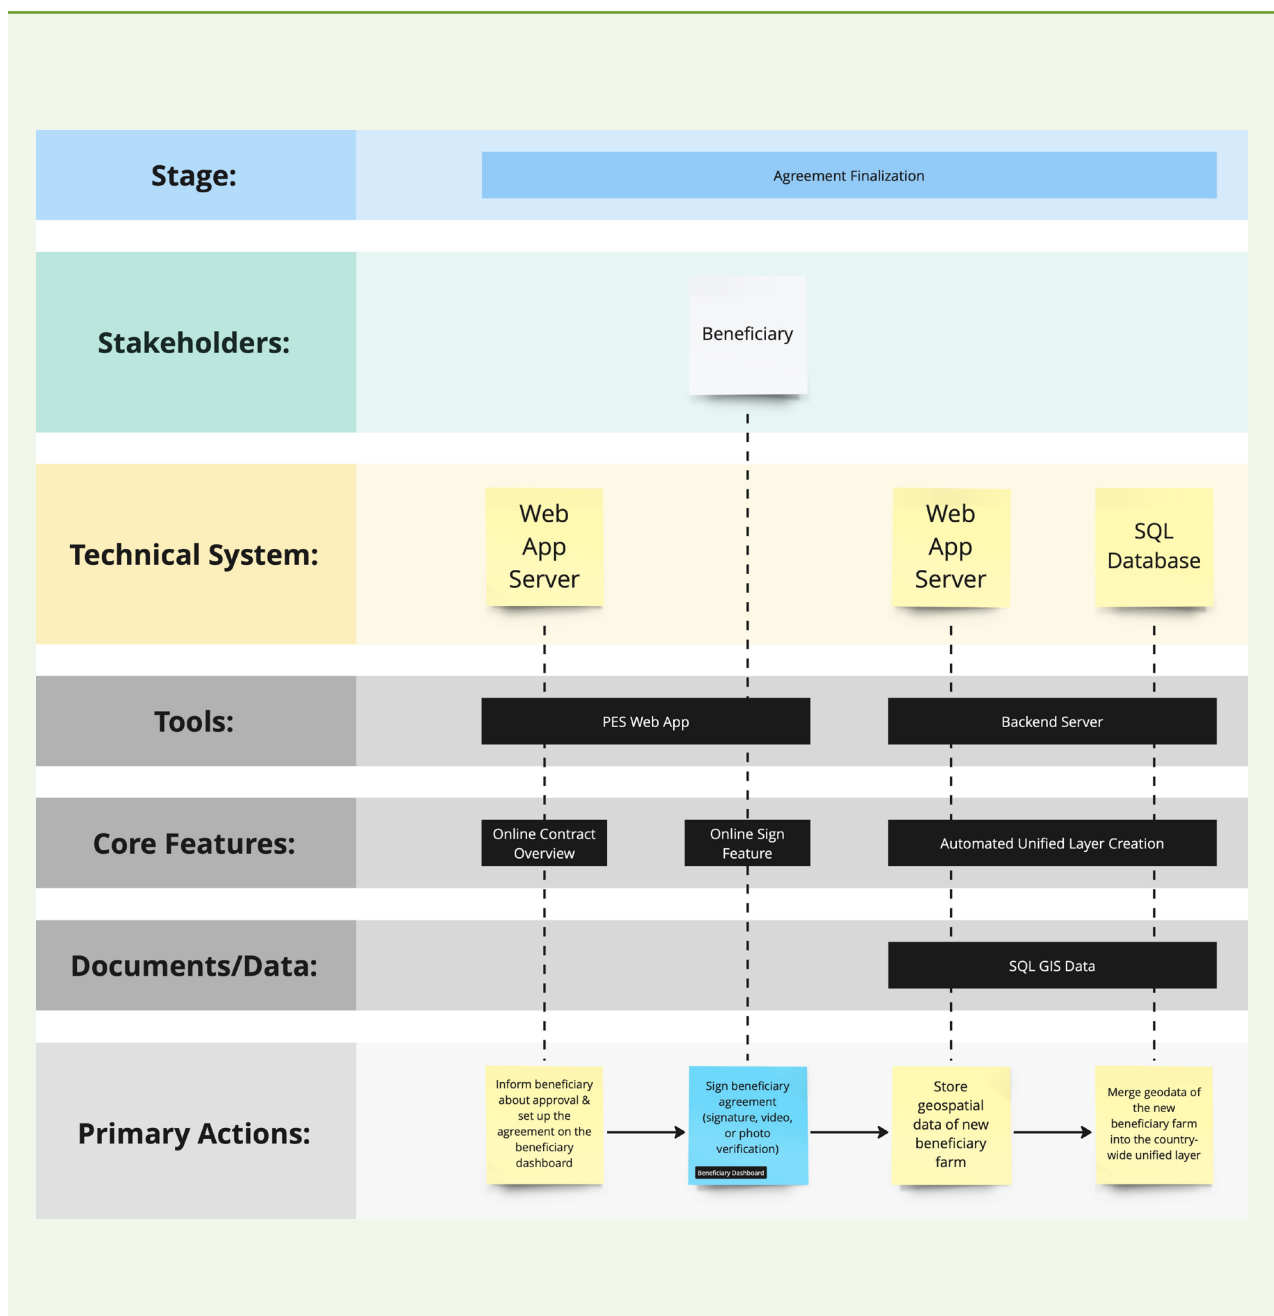 Stage:
Agreement Finalization
Stakeholders:
Beneficiary
Technical System:
Web
App
Server
Web
App
Server
SQL
Database
Tools:
PES Web App
Backend Server
Core Features:
Online Contract
Overview
Online Sign
Feature
Automated Unified Layer Creation
Documents/Data:
SQL GIS Data
Primary Actions:
Inform beneficiary
about approval &
set up the
agreement on the
beneficiary
dashboard
Sign beneficiary
agreement
(signature, video,
or photo
verification)
Beneficiary Dashboard
Store
geospatial
data of new
beneficiary
farm
Merge geodata of
the new
beneficiary farm
into the country-
wide unified layer